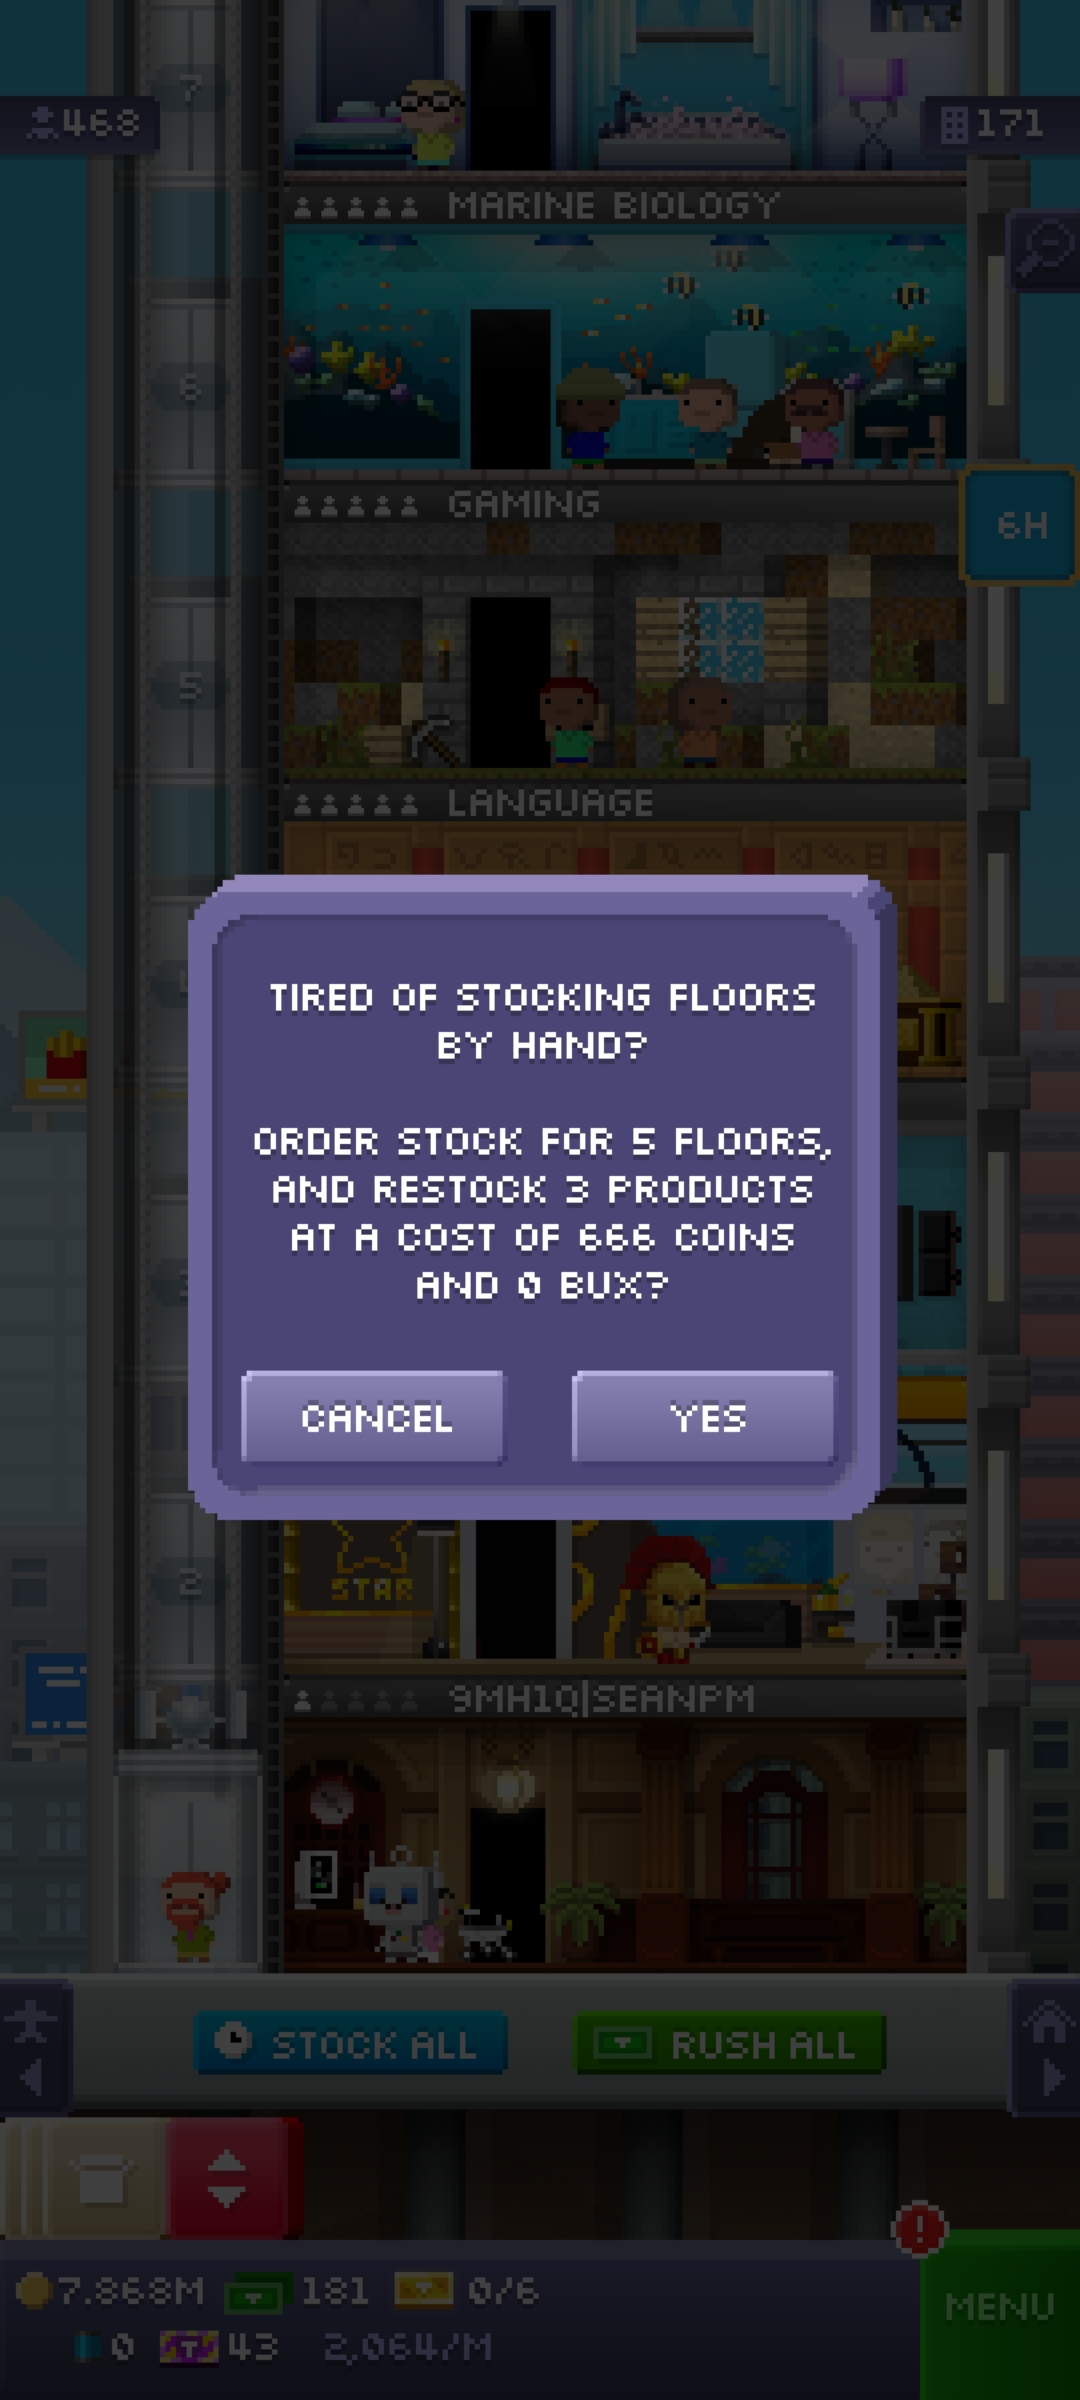 7
468
171
MARINE BIOLOGY
6
GAMING
6H
5
LANGUAGE
TIRED OF STOCKING FLOORS
BY HAND?
ORDER STOCK FOR 5 FLOORS,
AND RESTOCK 3 PRODUCTS
AT A COST OF 666 COINS
AND 0 BUX?
CANCEL
YES
STAR
2
9MH1Q|SEANPM
STOCK ALL
RUSH ALL
!
7.868M
181
0/6
MENU
0
43
2,064/M